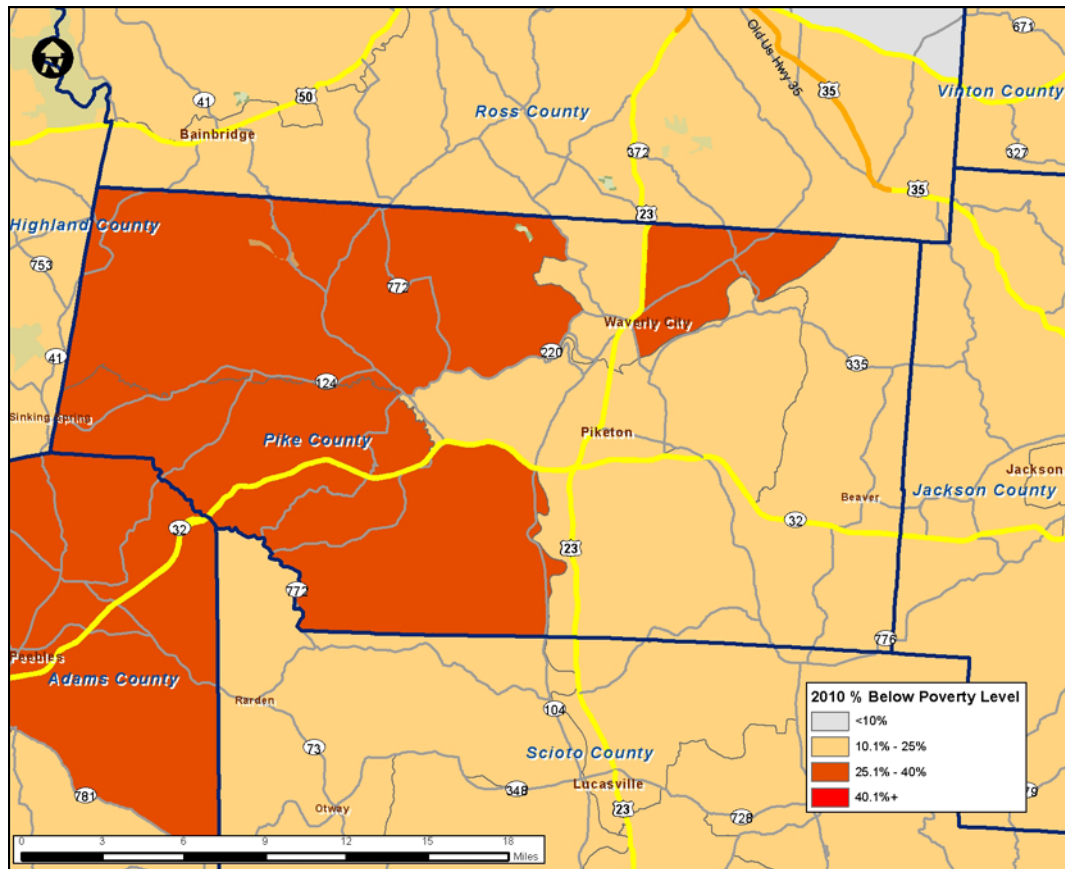 N
671
Old Us Hwy 35
35
Vinton County
50
41
Ross County
Bainbridge
372
327
35
23
Highland County
753
772
Waverly City
41
220
335
124
Sinking Spring
Pike County
Piketon
Jackson
Beaver
Jackson County
32
32
23
772
776
Peebles
Adams County
Rarden
104
73
Scioto County
Lucasville
348
781
Otway
23
728
79
2010 % Below Poverty Level
<10%
10.1% - 25%
25.1% - 40%
40.1%+
0 3 6 9 12 15 18
Miles